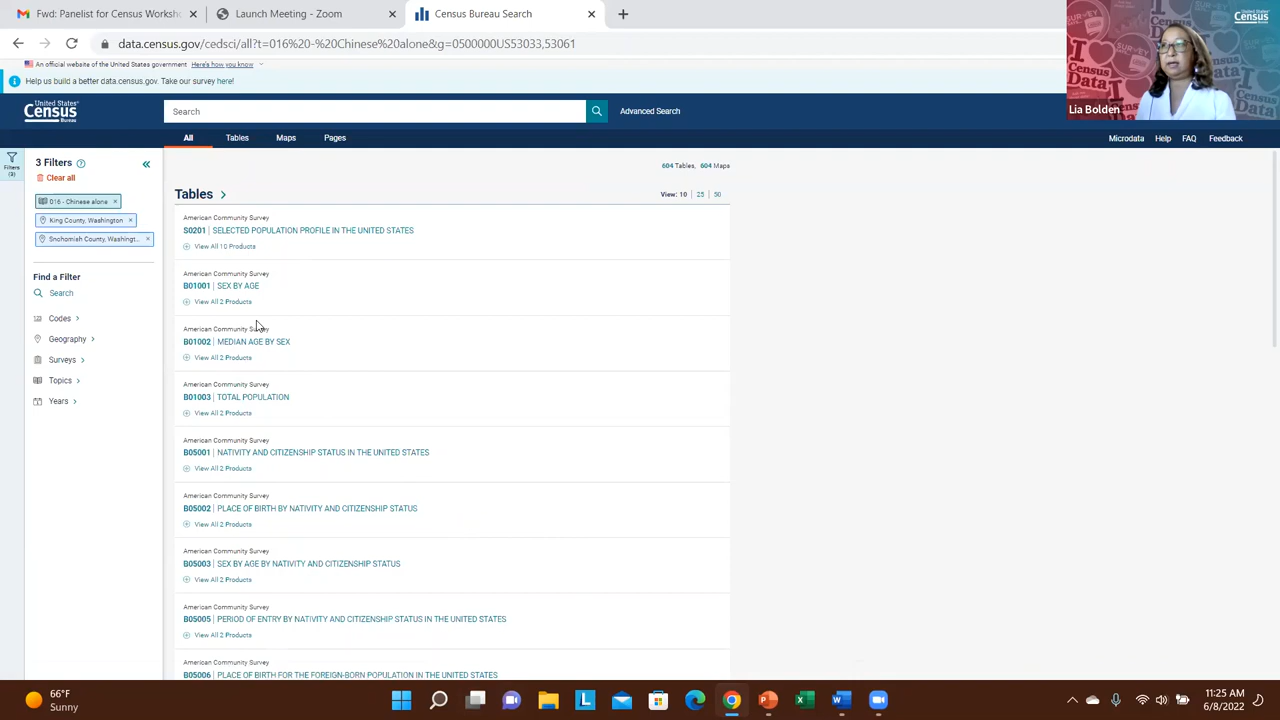 Fwd: Panelist for Census Worksho
Launch Meeting - Zoom
Census Bureau Search
data.census.gov/cedsci/all?t=016%20-%20Chinese%20alone&g=0500000US53033,53061
An official website of the United States government Here's how you know
Help us build a better data.census.gov. Take our survey here!
United States
Census
Bureau
Search
Advanced Search
All
Tables
Maps
Pages
Microdata
Help
FAQ
Feedback
Filters
(3)
3 Filters
Clear all
016 - Chinese alone
King County, Washington
Snohomish County, Washingt...
Find a Filter
Search
Codes
Geography
Surveys
Topics
Years
604 Tables, 604 Maps
Tables
View: 10 | 25 | 50
American Community Survey
S0201 | SELECTED POPULATION PROFILE IN THE UNITED STATES
View All 10 Products
American Community Survey
B01001 | SEX BY AGE
View All 2 Products
American Community Survey
B01002 | MEDIAN AGE BY SEX
View All 2 Products
American Community Survey
B01003 | TOTAL POPULATION
View All 2 Products
American Community Survey
B05001 | NATIVITY AND CITIZENSHIP STATUS IN THE UNITED STATES
View All 2 Products
American Community Survey
B05002 | PLACE OF BIRTH BY NATIVITY AND CITIZENSHIP STATUS
View All 2 Products
American Community Survey
B05003 | SEX BY AGE BY NATIVITY AND CITIZENSHIP STATUS
View All 2 Products
American Community Survey
B05005 | PERIOD OF ENTRY BY NATIVITY AND CITIZENSHIP STATUS IN THE UNITED STATES
View All 2 Products
American Community Survey
B05006 | PLACE OF BIRTH FOR THE FOREIGN-BORN POPULATION IN THE UNITED STATES
Census
Census
Data
Lia Bolden
66°F
Sunny
11:25 AM
6/8/2022